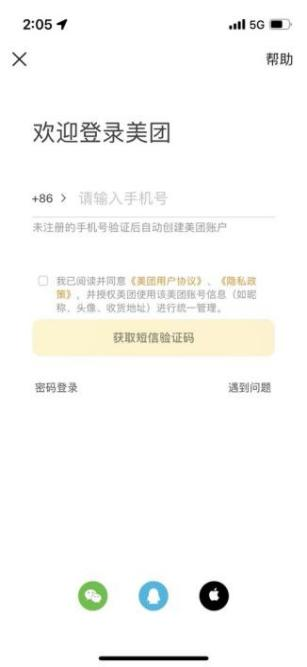 2:05
5G
帮助
欢迎登录美团
+86 > 请输入手机号
未注册的手机号验证后自动创建美团账户
我已阅读并同意《美团用户协议》、《隐私政
策》，并授权美团使用该美团账号信息（如昵
称、头像、收货地址）进行统一管理。
获取短信验证码
密码登录
遇到问题